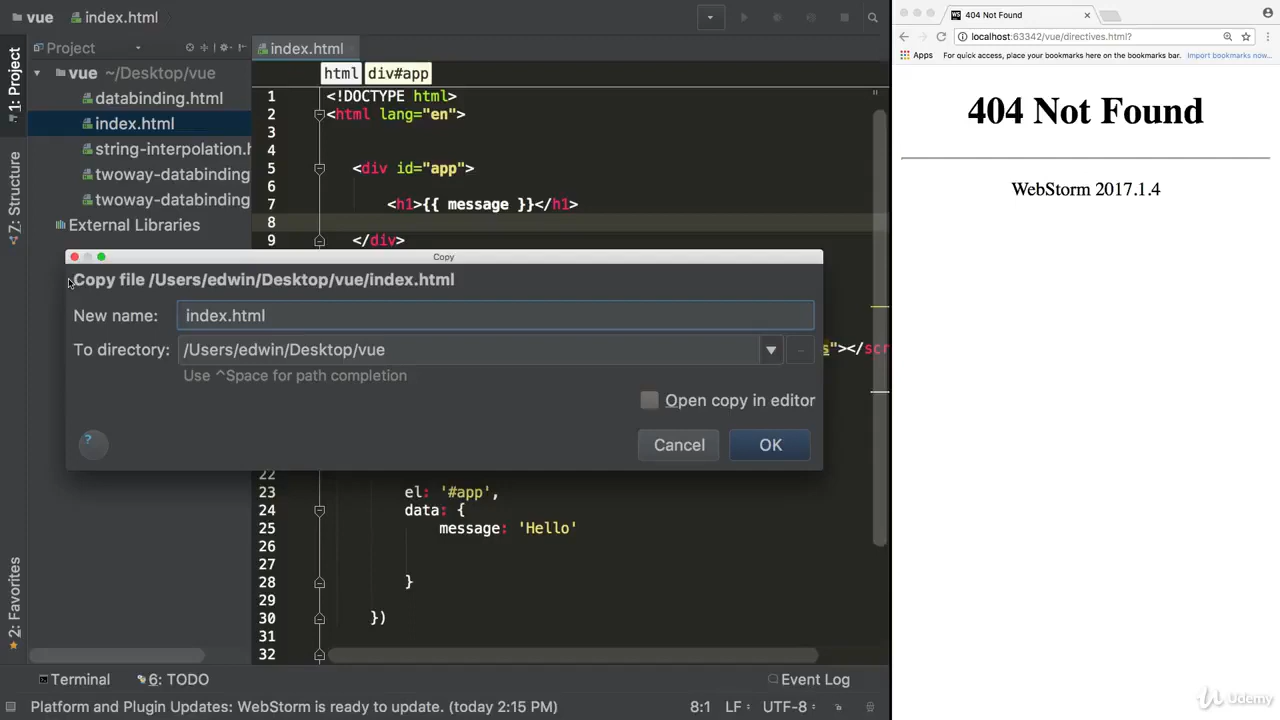 vue
index.html
404 Not Found
localhost:63342/vue/directives.html?
Apps
For quick access, place your bookmarks here on the bookmarks bar.
Import bookmarks now...
Project
index.html
html
div#app
1: Project
7: Structure
2: Favorites
vue ~/Desktop/vue
databinding.html
index.html
string-interpolation.h
twoway-databinding
twoway-databinding
External Libraries
1 <!DOCTYPE html>
2 <html lang="en">
3
4
5 <div id="app">
6
7 <h1>{{ message }}</h1>
8
9 </div>
s"></scr
Copy
Copy file /Users/edwin/Desktop/vue/index.html
New name: index.html
To directory: /Users/edwin/Desktop/vue
Use ^Space for path completion
Open copy in editor
?
Cancel
OK
22
23 el: '#app',
24 data: {
25 message: 'Hello'
26
27
28 }
29
30 })
31
32
Terminal
6: TODO
Event Log
Platform and Plugin Updates: WebStorm is ready to update. (today 2:15 PM)
8:1
LF
UTF-8
404 Not Found
WebStorm 2017.1.4
Udemy